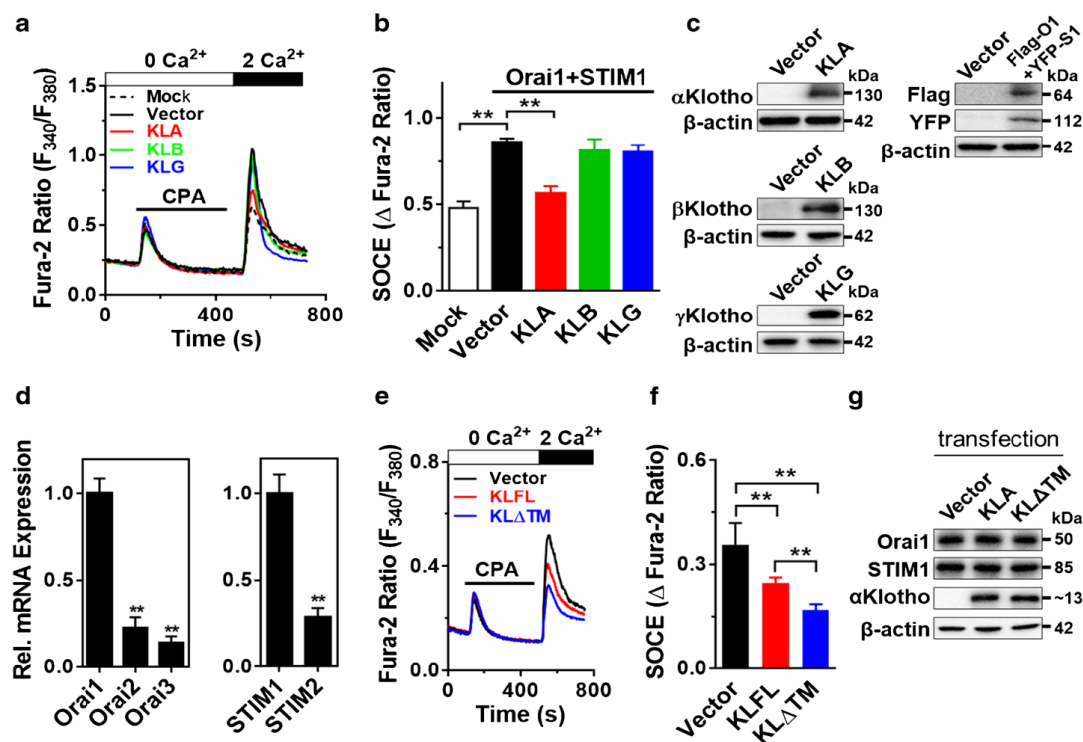 a
0 Ca²⁺ 2 Ca²⁺
Fura-2 Ratio (F₃₄₀/F₃₈₀)
1.5
1.0
0.5
0
Mock
Vector
KLA
KLB
KLG
CPA
0 400 800
Time (s)
b
Orai1+STIM1
** **
SOCE (Δ Fura-2 Ratio)
1.0
0.5
0.0
Mock Vector KLA KLB KLG
c
Vector KLA
kDa
αKlotho 130
β-actin 42
Vector Flag-O1
+YFP-S1
kDa
Flag 64
YFP 112
β-actin 42
Vector KLB
kDa
βKlotho 130
β-actin 42
Vector KLG
kDa
γKlotho 62
β-actin 42
d
Rel. mRNA Expression
1.0
0.5
0.0
** **
Orai1 Orai2 Orai3
1.0
0.5
0.0
**
STIM1 STIM2
e
0 Ca²⁺ 2 Ca²⁺
Fura-2 Ratio (F₃₄₀/F₃₈₀)
0.8
0.4
0.0
Vector
KLFL
KLΔTM
CPA
0 400 800
Time (s)
f
SOCE (Δ Fura-2 Ratio)
0.6
0.3
0.0
**
**
**
Vector KLFL KLΔTM
g
transfection
Vector KLA KLΔTM
kDa
Orai1 50
STIM1 85
αKlotho ~13
β-actin 42